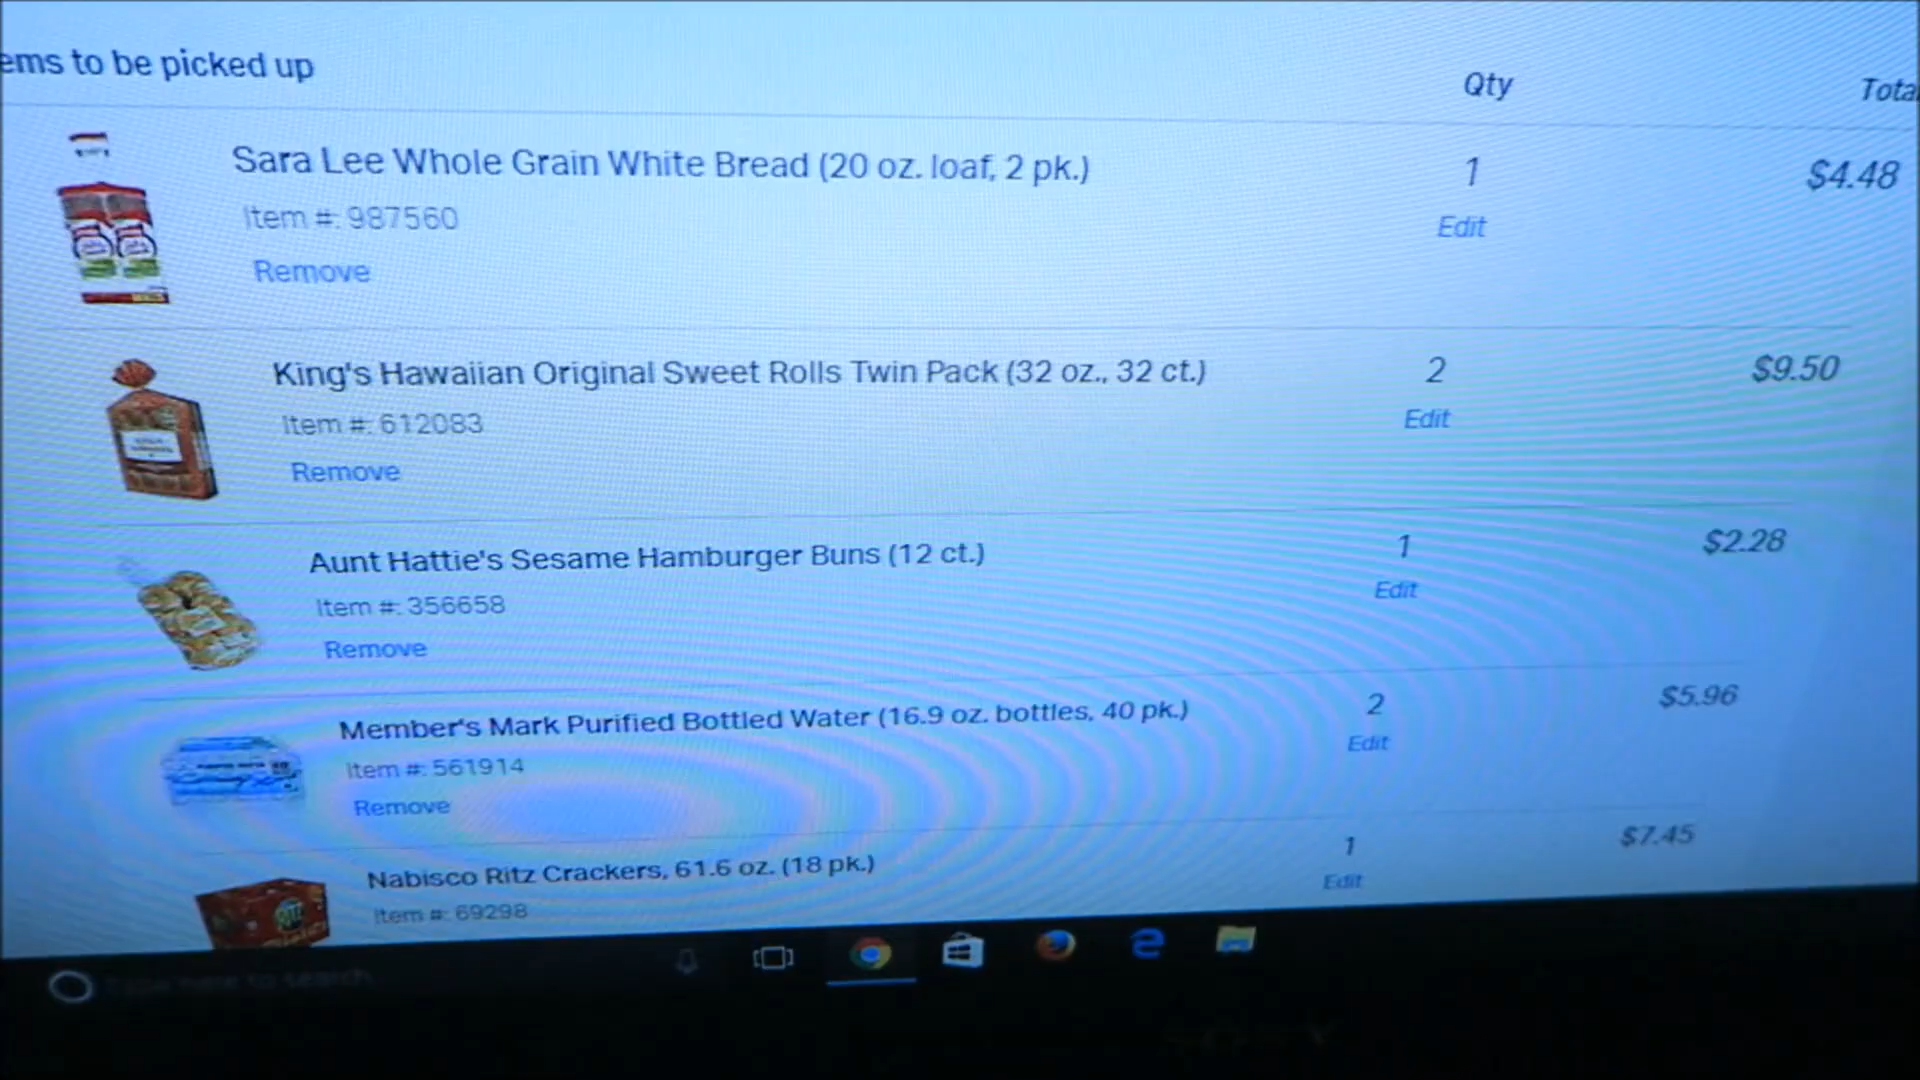 ems to be picked up
Qty
Tota
Sara Lee Whole Grain White Bread (20 oz. loaf, 2 pk.)
1
$4.48
Item #: 987560
Edit
Remove
King's Hawaiian Original Sweet Rolls Twin Pack (32 oz., 32 ct.)
2
$9.50
Item #: 612083
Edit
Remove
Aunt Hattie's Sesame Hamburger Buns (12 ct.)
1
$2.28
Item #: 356658
Edit
Remove
Member's Mark Purified Bottled Water (16.9 oz. bottles, 40 pk.)
2
$5.96
Item #: 561914
Edit
Remove
Nabisco Ritz Crackers, 61.6 oz. (18 pk.)
1
$7.45
Item #: 69298
Edit
Type here to search